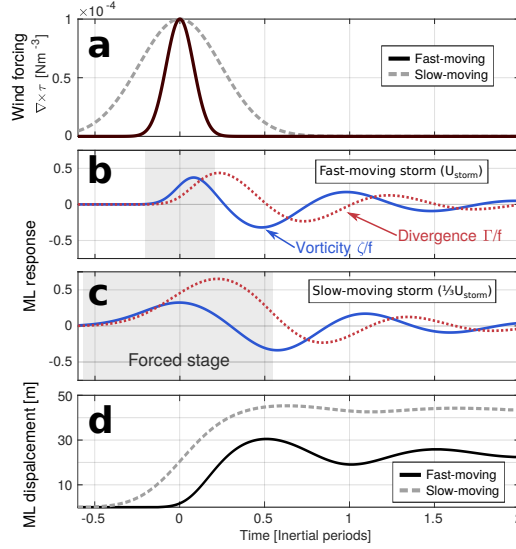 1 ×10⁻⁴
a
Wind forcing
∇×τ [Nm⁻³]
0.5
0
Fast-moving
Slow-moving
b
0.5
0
-0.5
Fast-moving storm (U_storm)
Vorticity ζ/f
Divergence Γ/f
ML response
c
0.5
0
-0.5
Slow-moving storm (⅓U_storm)
Forced stage
d
ML dispalcement [m]
50
30
10
Fast-moving
Slow-moving
-0.5 0 0.5 1 1.5 2
Time [Inertial periods]